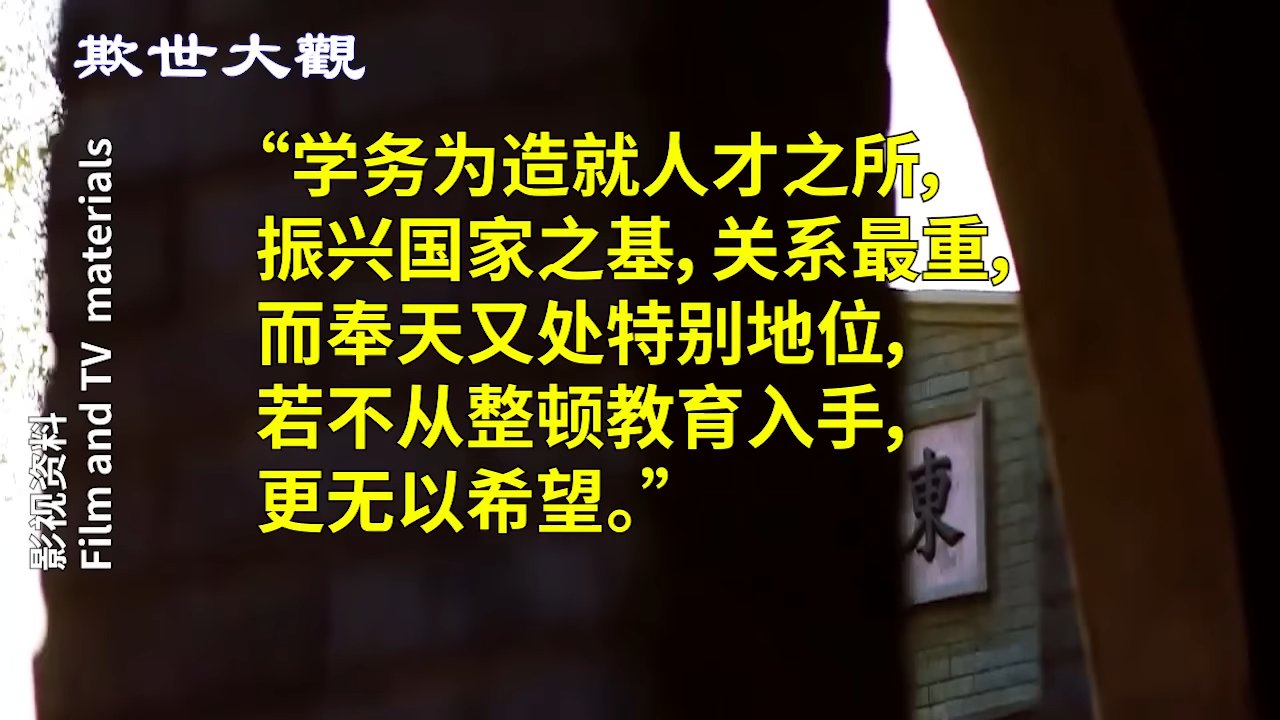 欺世大觀
“学务为造就人才之所，
振兴国家之基，关系最重，
而奉天又处特别地位，
若不从整顿教育入手，
更无以希望。”
影视资料
Film and TV materials
東